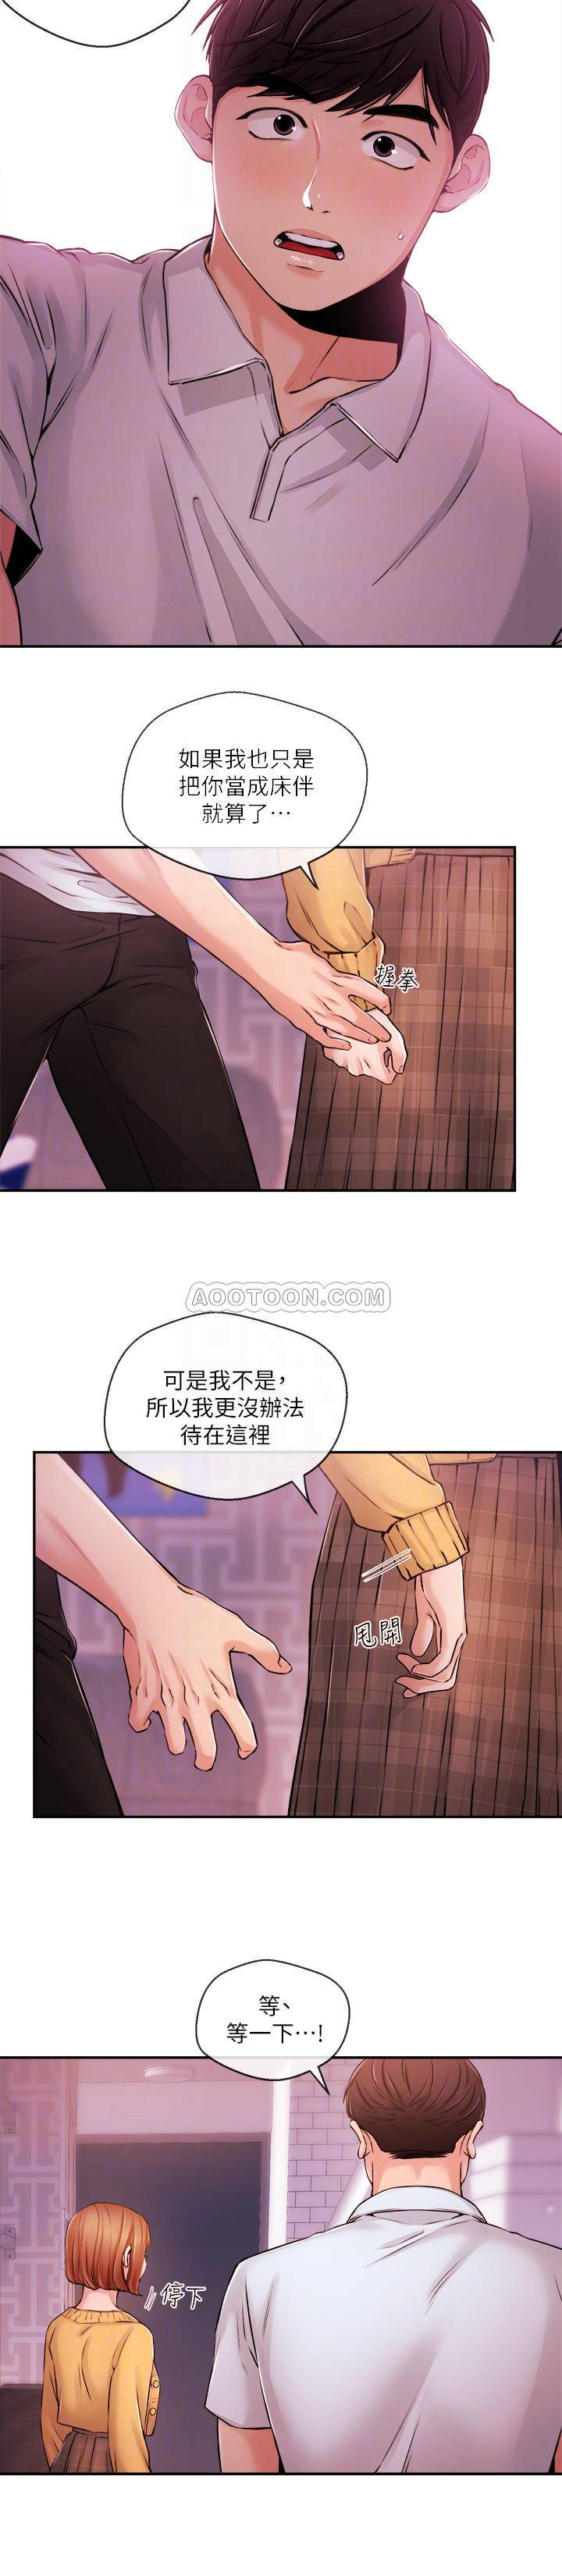 如果我也只是
把你當成床伴
就算了…
握拳
AOOTOON.COM
可是我不是，
所以我更沒辦法
待在這裡
甩開
等、
等一下…!
停下